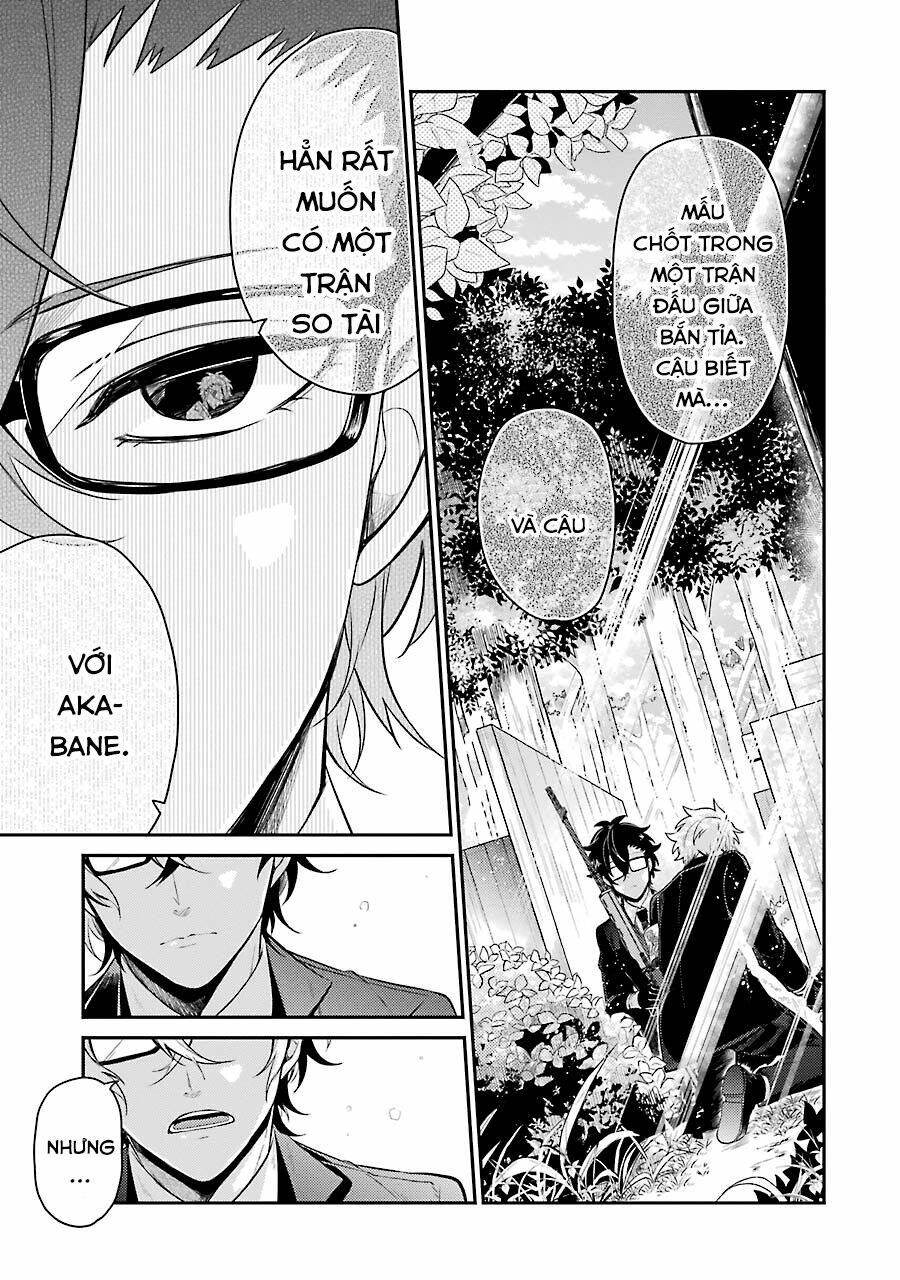 MẤU
CHỐT TRONG
MỘT TRẬN
ĐẤU GIỮA
BẮN TỈA.
CẬU BIẾT
MÀ...
VÀ CẬU
HẲN RẤT
MUỐN
CÓ MỘT
TRẬN
SO TÀI
VỚI
AKA-
BANE.
NHƯNG
...